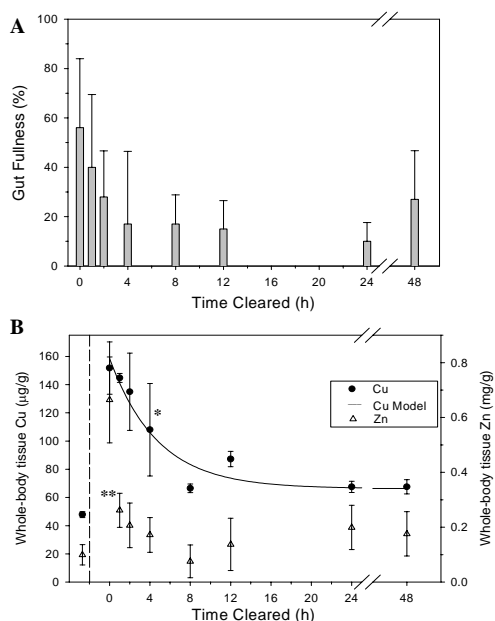 A
100
80
60
40
20
0
Gut Fullness (%)
0 4 8 12 16 20 24 48
Time Cleared (h)
B
160
140
120
100
80
60
40
20
0
Whole-body tissue Cu (µg/g)
*
**
Cu
Cu Model
Zn
0.8
0.6
0.4
0.2
0.0
Whole-body tissue Zn (mg/g)
0 4 8 12 16 20 24 48
Time Cleared (h)